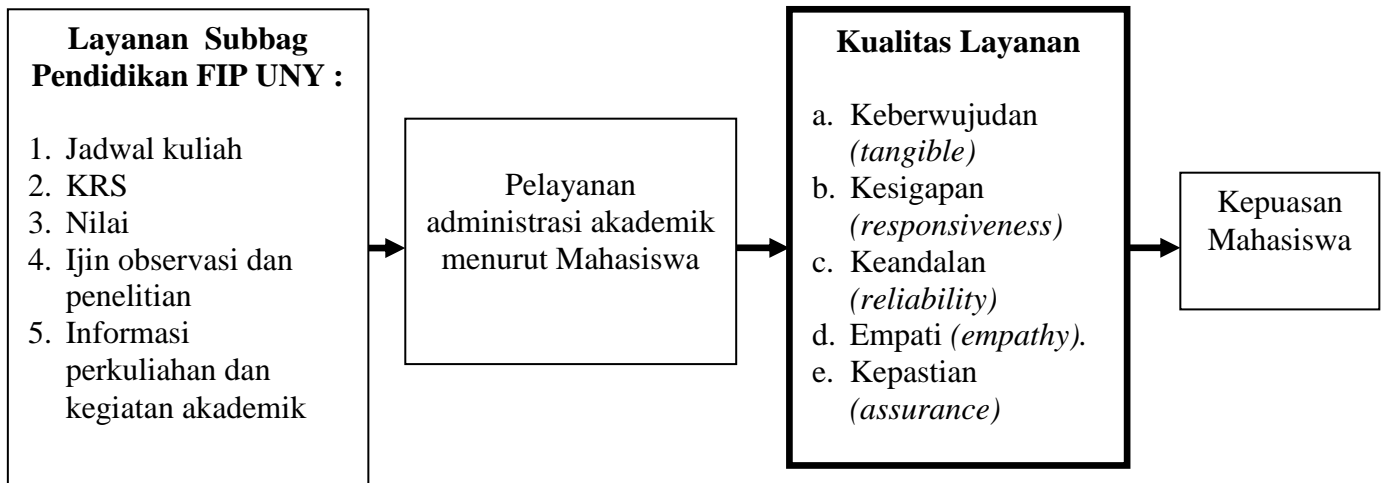 Layanan Subbag
Pendidikan FIP UNY :
1. Jadwal kuliah
2. KRS
3. Nilai
4. Ijin observasi dan
penelitian
5. Informasi
perkuliahan dan
kegiatan akademik
Pelayanan
administrasi akademik
menurut Mahasiswa
Kualitas Layanan
a. Keberwujudan
(tangible)
b. Kesigapan
(responsiveness)
c. Keandalan
(reliability)
d. Empati (empathy).
e. Kepastian
(assurance)
Kepuasan
Mahasiswa